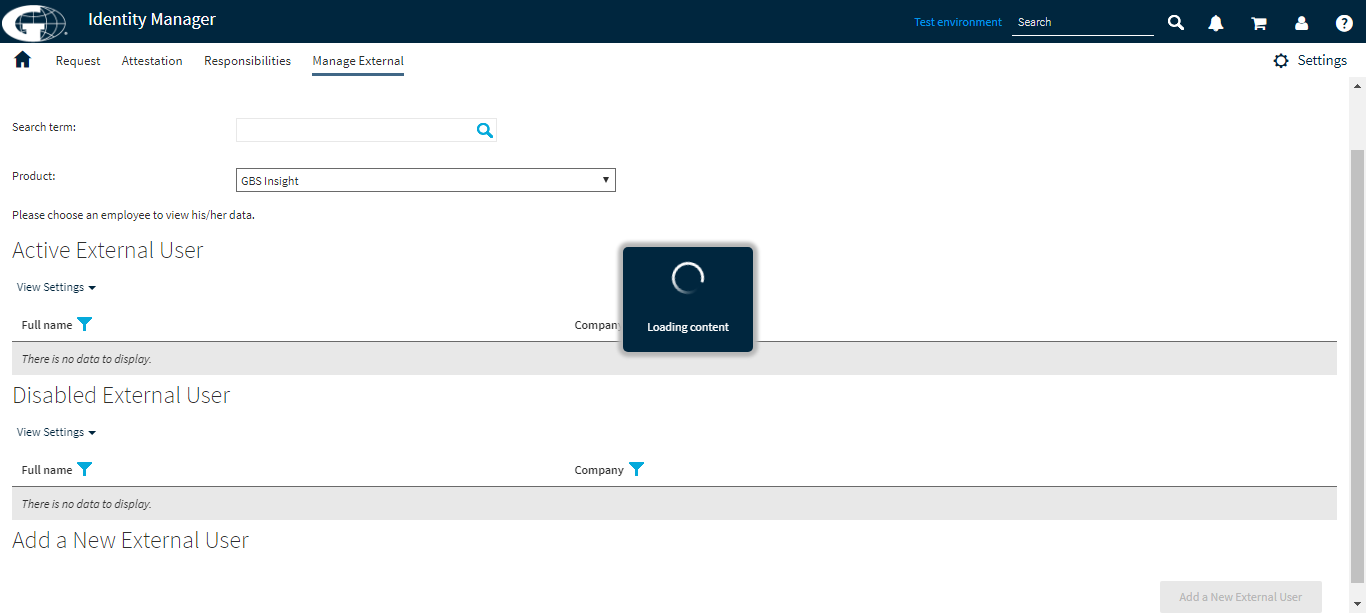 Identity Manager
Test environment
Search
Request Attestation Responsibilities Manage External
Settings
Search term:
Product:
GBS Insight
Please choose an employee to view his/her data.
Active External User
View Settings
Full name
Company
There is no data to display.
Loading content
Disabled External User
View Settings
Full name
Company
There is no data to display.
Add a New External User
Add a New External User